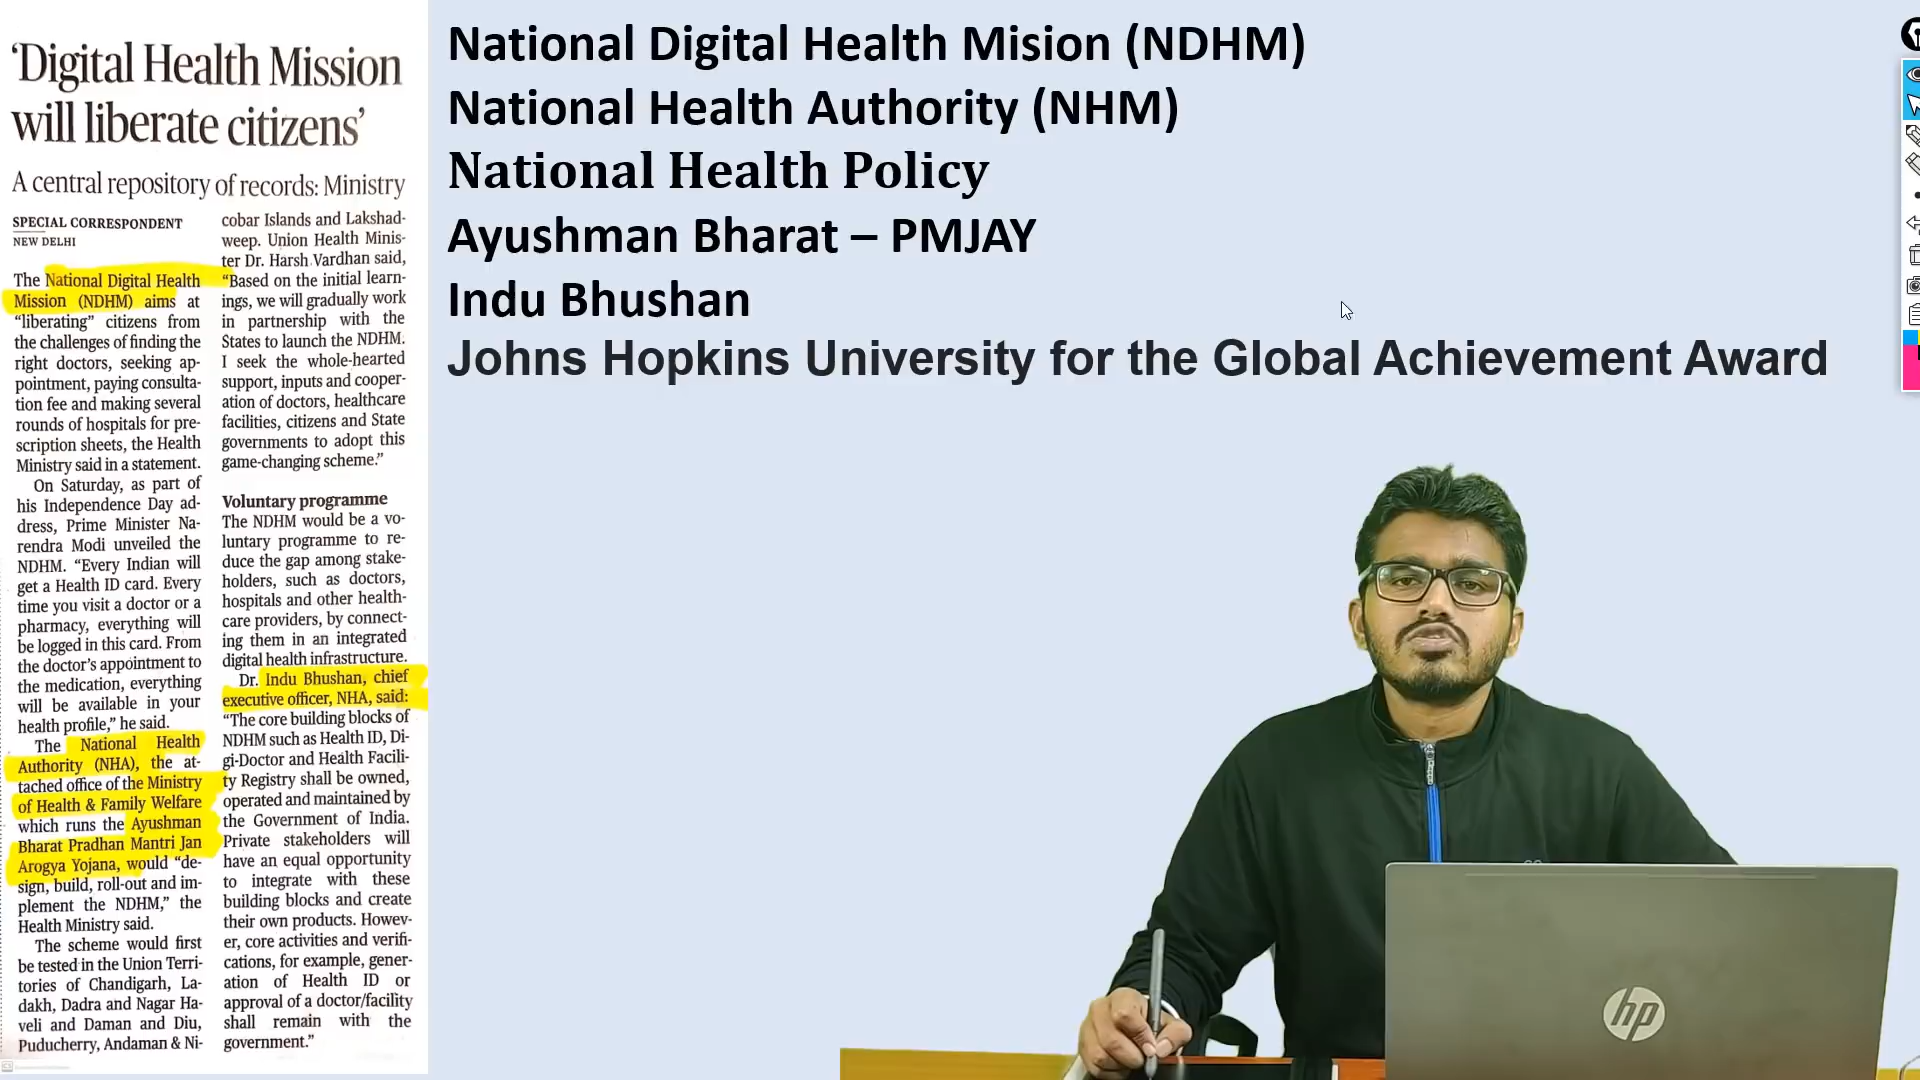 ‘Digital Health Mission
will liberate citizens’
A central repository of records: Ministry
SPECIAL CORRESPONDENT
NEW DELHI
The National Digital Health
Mission (NDHM) aims at
“liberating” citizens from
the challenges of finding the
right doctors, seeking ap-
pointment, paying consulta-
tion fee and making several
rounds of hospitals for pre-
scription sheets, the Health
Ministry said in a statement.
On Saturday, as part of
his Independence Day ad-
dress, Prime Minister Na-
rendra Modi unveiled the
NDHM. “Every Indian will
get a Health ID card. Every
time you visit a doctor or a
pharmacy, everything will
be logged in this card. From
the doctor’s appointment to
the medication, everything
will be available in your
health profile,” he said.
The National Health
Authority (NHA), the at-
tached office of the Ministry
of Health & Family Welfare
which runs the Ayushman
Bharat Pradhan Mantri Jan
Arogya Yojana, would “de-
sign, build, roll-out and im-
plement the NDHM,” the
Health Ministry said.
The scheme would first
be tested in the Union Terri-
tories of Chandigarh, La-
dakh, Dadra and Nagar Ha-
veli and Daman and Diu,
Puducherry, Andaman & Ni-
cobar Islands and Lakshad-
weep. Union Health Minis-
ter Dr. Harsh Vardhan said,
“Based on the initial learn-
ings, we will gradually work
in partnership with the
States to launch the NDHM.
I seek the whole-hearted
support, inputs and cooper-
ation of doctors, healthcare
facilities, citizens and State
governments to adopt this
game-changing scheme.”
Voluntary programme
The NDHM would be a vo-
luntary programme to re-
duce the gap among stake-
holders, such as doctors,
hospitals and other health-
care providers, by connect-
ing them in an integrated
digital health infrastructure.
Dr. Indu Bhushan, chief
executive officer, NHA, said:
“The core building blocks of
NDHM such as Health ID, Di-
gi-Doctor and Health Facili-
ty Registry shall be owned,
operated and maintained by
the Government of India.
Private stakeholders will
have an equal opportunity
to integrate with these
building blocks and create
their own products. Howev-
er, core activities and verifi-
cations, for example, gener-
ation of Health ID or
approval of a doctor/facility
shall remain with the
government.”
National Digital Health Mision (NDHM)
National Health Authority (NHM)
National Health Policy
Ayushman Bharat – PMJAY
Indu Bhushan
Johns Hopkins University for the Global Achievement Award
hp